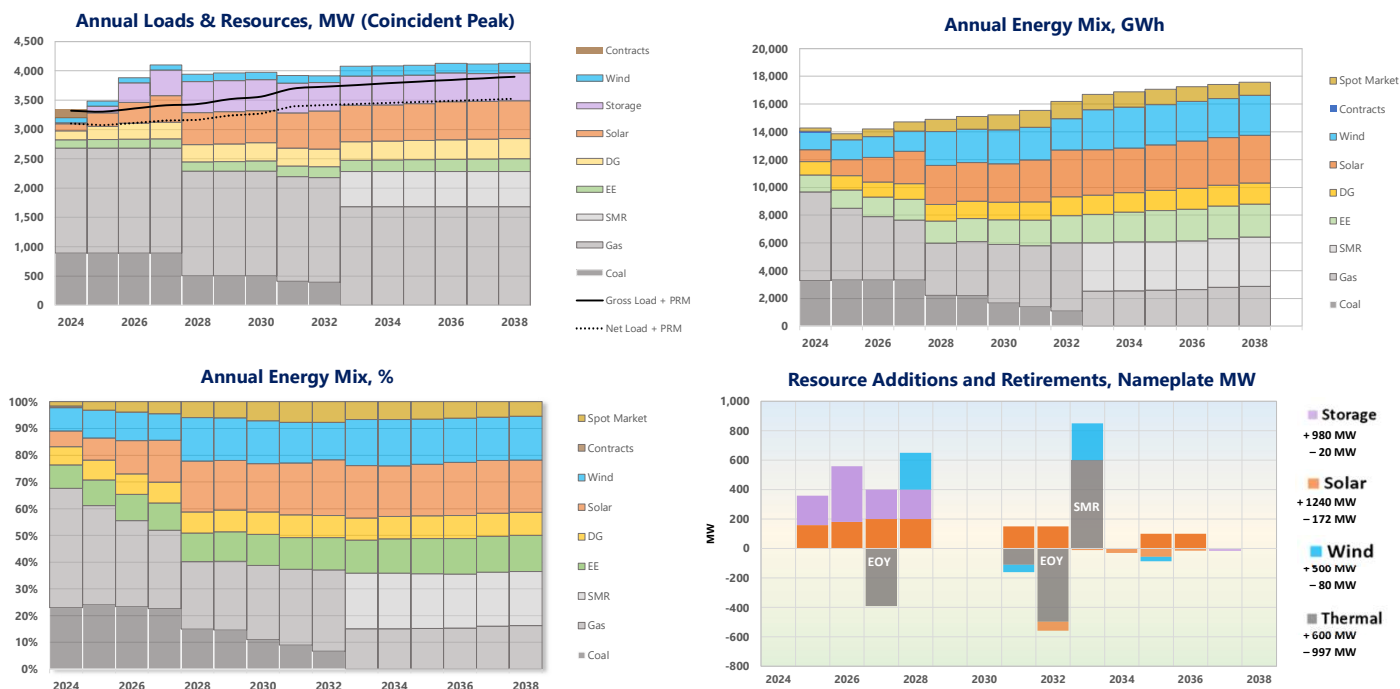 Annual Loads & Resources, MW (Coincident Peak)
4,500
4,000
3,500
3,000
2,500
2,000
1,500
1,000
500
0
2024
2026
2028
2030
2032
2034
2036
2038
Contracts
Wind
Storage
Solar
DG
EE
SMR
Gas
Coal
Gross Load + PRM
Net Load + PRM
Annual Energy Mix, GWh
20,000
18,000
16,000
14,000
12,000
10,000
8,000
6,000
4,000
2,000
0
2024
2026
2028
2030
2032
2034
2036
2038
Spot Market
Contracts
Wind
Solar
DG
EE
SMR
Gas
Coal
Annual Energy Mix, %
100%
90%
80%
70%
60%
50%
40%
30%
20%
10%
0%
2024
2026
2028
2030
2032
2034
2036
2038
Spot Market
Contracts
Wind
Solar
DG
EE
SMR
Gas
Coal
Resource Additions and Retirements, Nameplate MW
MW
1,000
800
600
400
200
0
-200
-400
-600
-800
EOY
EOY
SMR
2024
2026
2028
2030
2032
2034
2036
2038
Storage
+ 980 MW
– 20 MW
Solar
+ 1240 MW
– 172 MW
Wind
+ 500 MW
– 80 MW
Thermal
+ 600 MW
– 997 MW